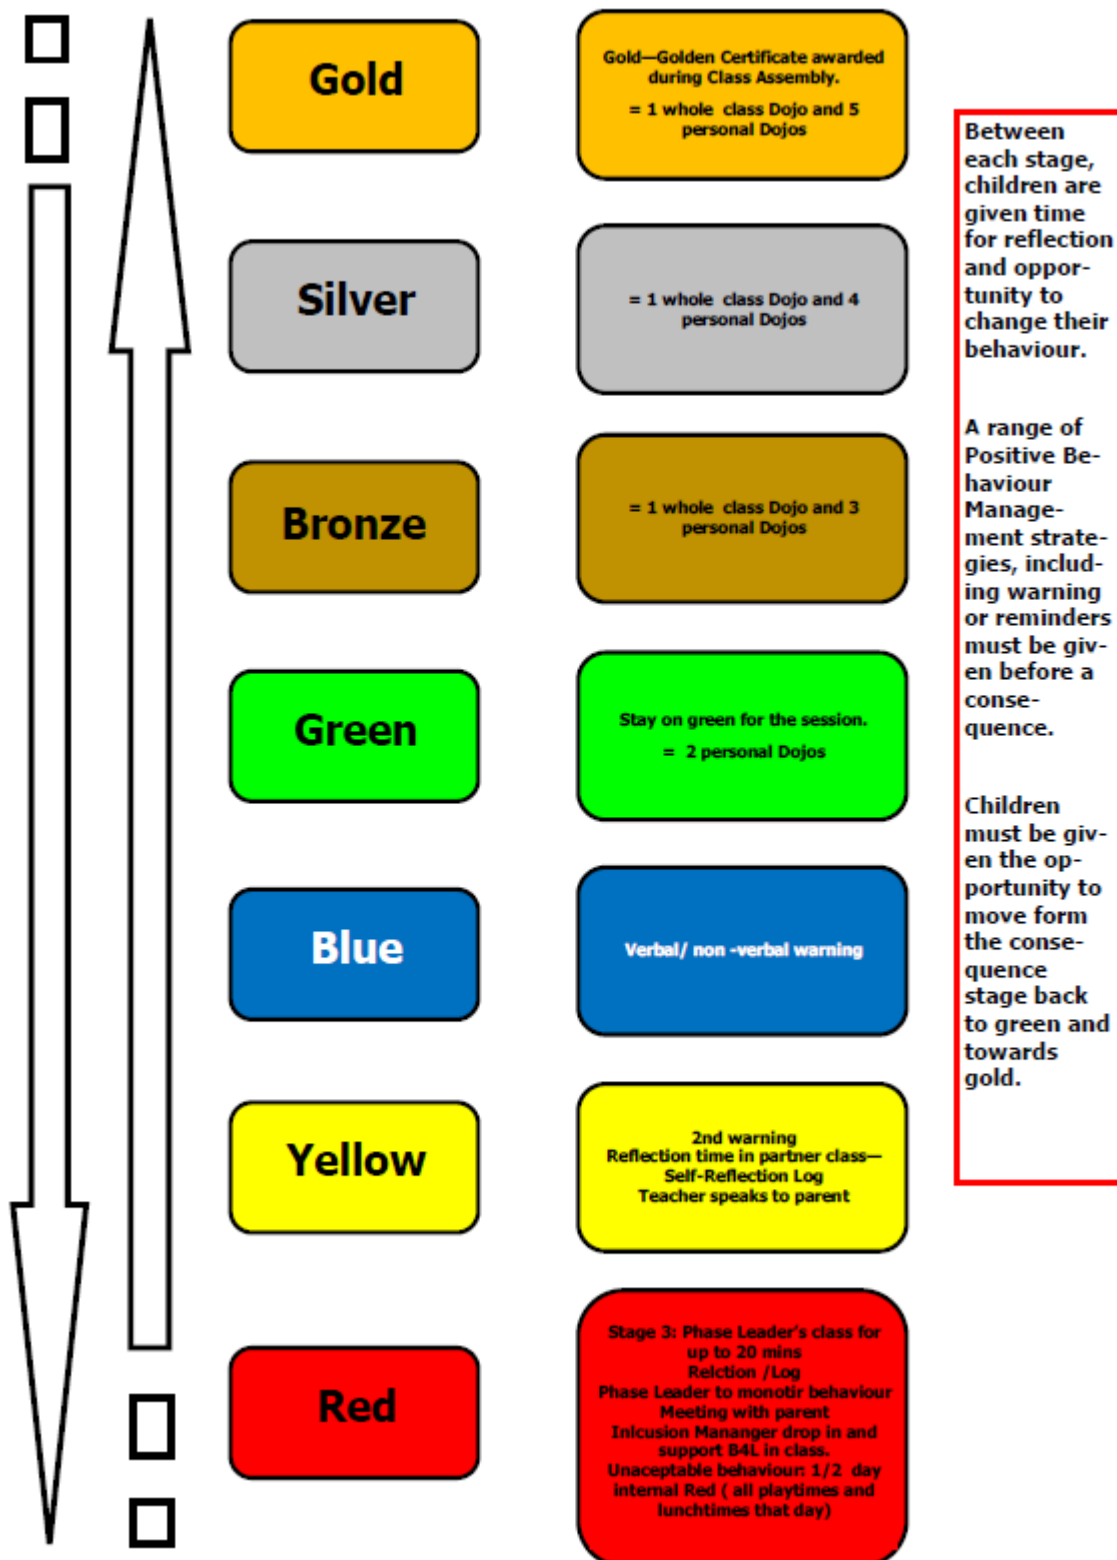 Gold
Gold—Golden Certificate awarded
during Class Assembly.
= 1 whole class Dojo and 5
personal Dojos
Silver
= 1 whole class Dojo and 4
personal Dojos
Bronze
= 1 whole class Dojo and 3
personal Dojos
Green
Stay on green for the session.
= 2 personal Dojos
Blue
Verbal/ non -verbal warning
Yellow
2nd warning
Reflection time in partner class—
Self-Reflection Log
Teacher speaks to parent
Red
Stage 3: Phase Leader's class for
up to 20 mins
Relction /Log
Phase Leader to monotir behaviour
Meeting with parent
Inlcusion Mananger drop in and
support B4L in class.
Unaceptable behaviour: 1/2 day
internal Red ( all playtimes and
lunchtimes that day)
Between
each stage,
children are
given time
for reflection
and oppor-
tunity to
change their
behaviour.
A range of
Positive Be-
haviour
Manage-
ment strate-
gies, includ-
ing warning
or reminders
must be giv-
en before a
conse-
quence.
Children
must be giv-
en the op-
portunity to
move form
the conse-
quence
stage back
to green and
towards
gold.